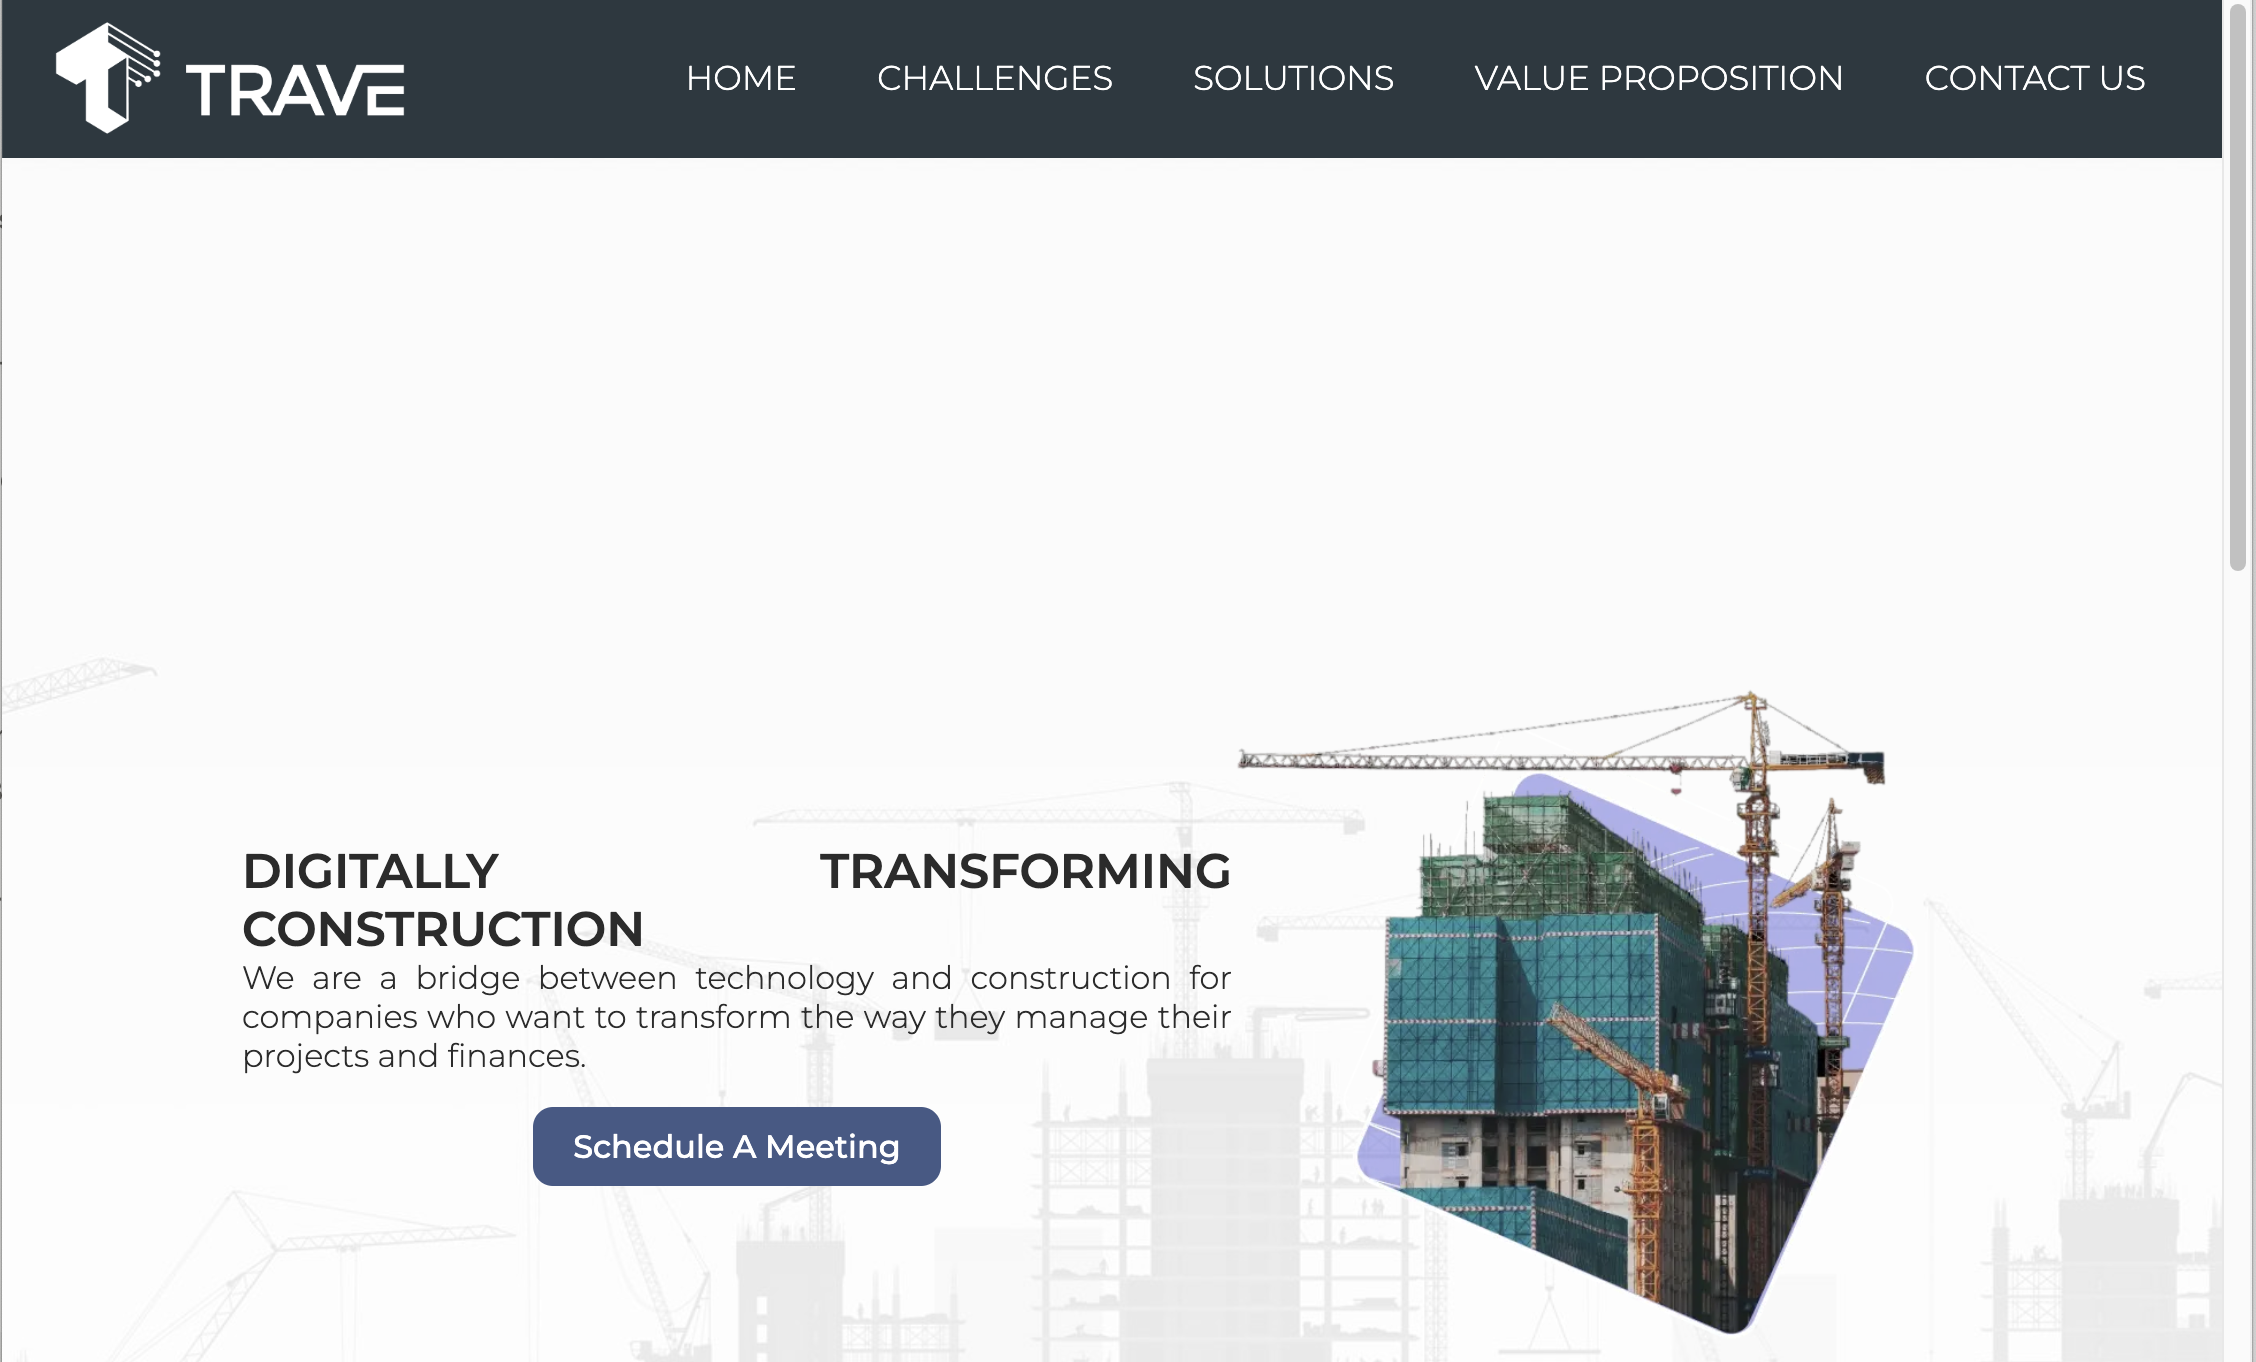 TRAVE
HOME CHALLENGES SOLUTIONS VALUE PROPOSITION CONTACT US
DIGITALLY TRANSFORMING
CONSTRUCTION
We are a bridge between technology and construction for
companies who want to transform the way they manage their
projects and finances.
Schedule A Meeting